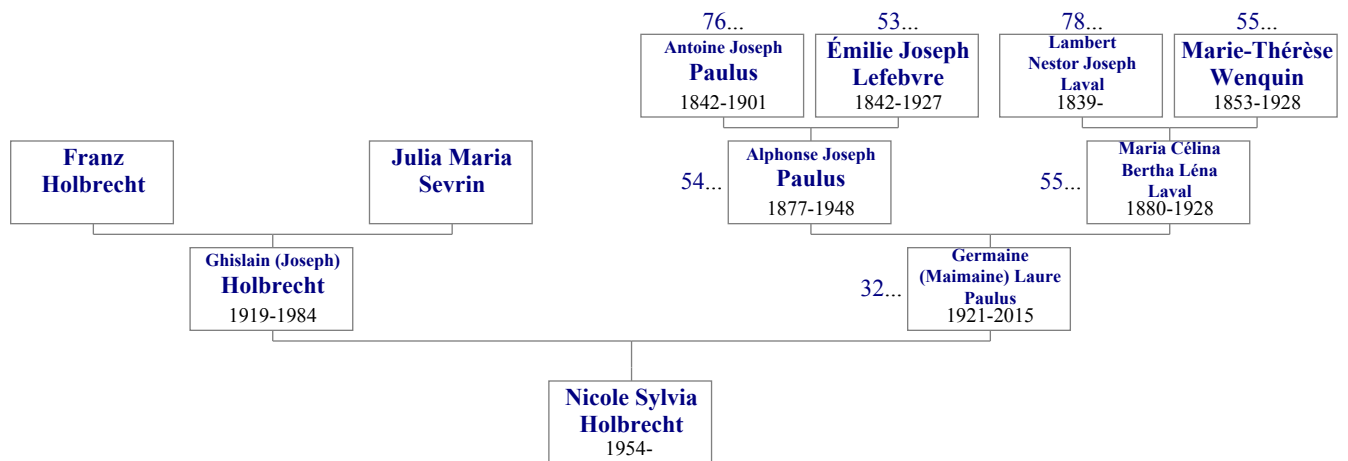 76...
53...
78...
55...
Antoine Joseph
Paulus
1842-1901
Émilie Joseph
Lefebvre
1842-1927
Lambert
Nestor Joseph
Laval
1839-
Marie-Thérèse
Wenquin
1853-1928
Franz
Holbrecht
Julia Maria
Sevrin
54...
Alphonse Joseph
Paulus
1877-1948
55...
Maria Célina
Bertha Léna
Laval
1880-1928
Ghislain (Joseph)
Holbrecht
1919-1984
32...
Germaine
(Maimaine) Laure
Paulus
1921-2015
Nicole Sylvia
Holbrecht
1954-